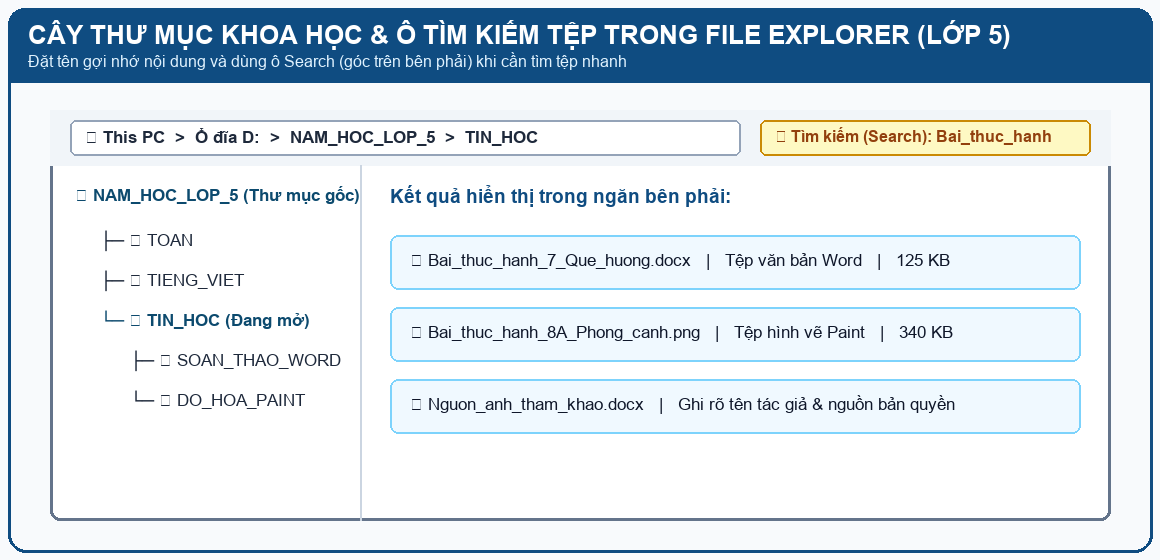 CÂY THƯ MỤC KHOA HỌC & Ô TÌM KIẾM TỆP TRONG FILE EXPLORER (LỚP 5)
Đặt tên gợi nhớ nội dung và dùng ô Search (góc trên bên phải) khi cần tìm tệp nhanh
This PC > Ổ đĩa D: > NAM_HOC_LOP_5 > TIN_HOC
Tìm kiếm (Search): Bai_thuc_hanh
NAM_HOC_LOP_5 (Thư mục gốc)
├─ TOAN
├─ TIENG_VIET
└─ TIN_HOC (Đang mở)
├─ SOAN_THAO_WORD
└─ DO_HOA_PAINT
Kết quả hiển thị trong ngăn bên phải:
Bai_thuc_hanh_7_Que_huong.docx | Tệp văn bản Word | 125 KB
Bai_thuc_hanh_8A_Phong_canh.png | Tệp hình vẽ Paint | 340 KB
Nguon_anh_tham_khao.docx | Ghi rõ tên tác giả & nguồn bản quyền